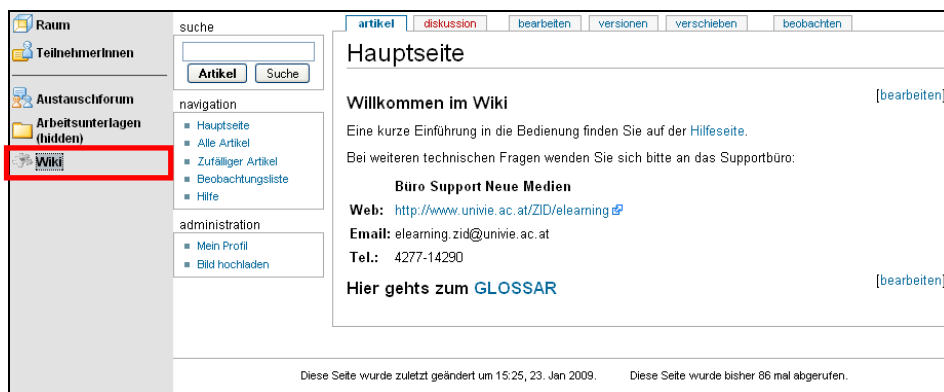 Raum
TeilnehmerInnen
Austauschforum
Arbeitsunterlagen
(hidden)
Wiki
suche
Artikel Suche
navigation
Hauptseite
Alle Artikel
Zufälliger Artikel
Beobachtungsliste
Hilfe
administration
Mein Profil
Bild hochladen
artikel diskussion bearbeiten versionen verschieben beobachten
Hauptseite
Willkommen im Wiki [bearbeiten]
Eine kurze Einführung in die Bedienung finden Sie auf der Hilfeseite.
Bei weiteren technischen Fragen wenden Sie sich bitte an das Supportbüro:
Büro Support Neue Medien
Web: http://www.univie.ac.at/ZID/elearning
Email: elearning.zid@univie.ac.at
Tel.: 4277-14290
Hier gehts zum GLOSSAR [bearbeiten]
Diese Seite wurde zuletzt geändert um 15:25, 23. Jan 2009. Diese Seite wurde bisher 86 mal abgerufen.